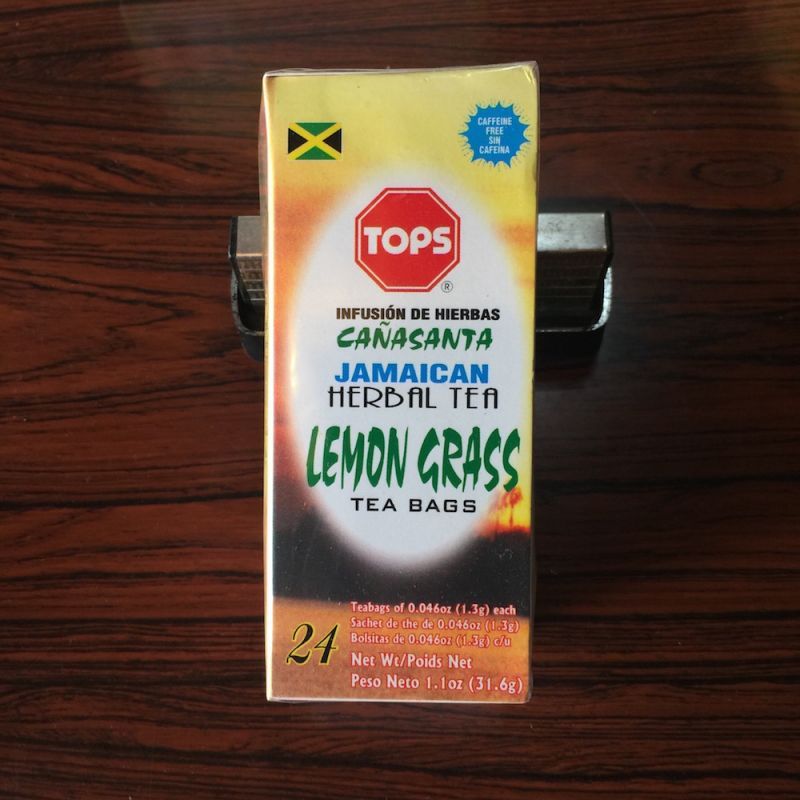 CAFFEINE
FREE
SIN
CAFEINA
TOPS
®
INFUSIÓN DE HIERBAS
CAÑASANTA
JAMAICAN
HERBAL TEA
LEMON GRASS
TEA BAGS
24
Teabags of 0.046oz (1.3g) each
Sachet de the de 0.046oz (1.3g)
Bolsitas de 0.046oz (1.3g) c/u
Net Wt/Poids Net
Peso Neto 1.1oz (31.6g)